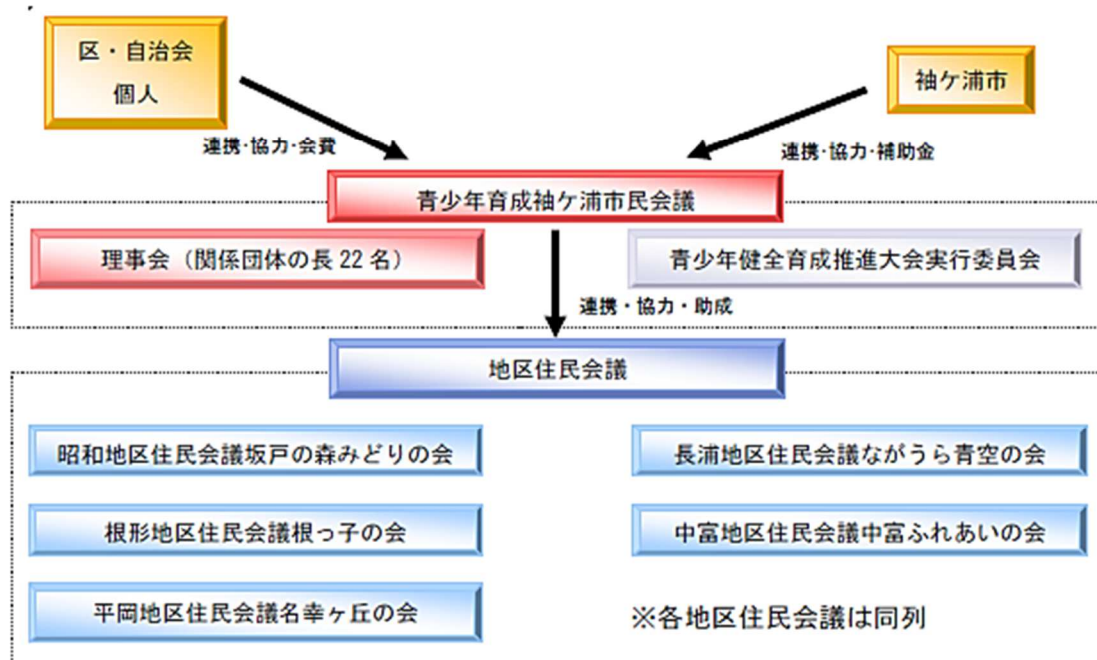 区・自治会
個人
袖ケ浦市
連携・協力・会費
連携・協力・補助金
青少年育成袖ケ浦市民会議
理事会（関係団体の長 22 名）
青少年健全育成推進大会実行委員会
連携・協力・助成
地区住民会議
昭和地区住民会議坂戸の森みどりの会
長浦地区住民会議ながうら青空の会
根形地区住民会議根っ子の会
中富地区住民会議中富ふれあいの会
平岡地区住民会議名幸ヶ丘の会
※各地区住民会議は同列